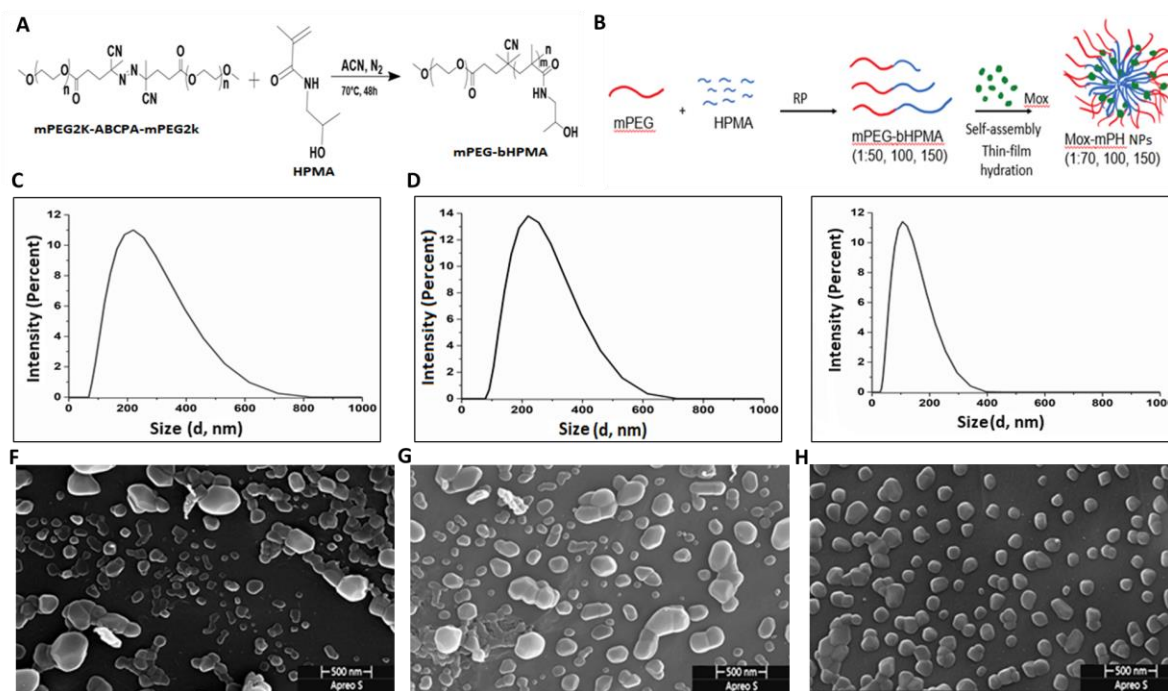 A
CN
O
O
n
O
N
N
O
O
O
n
CN
mPEG2K-ABCPA-mPEG2k
+
O
NH
HO
HPMA
ACN, N2
70°C, 48h
O
O
n
O
CN
n
m
O
NH
OH
mPEG-bHPMA
B
mPEG
+
HPMA
RP
mPEG-bHPMA
(1:50, 100, 150)
Mox
Self-assembly
Thin-film
hydration
Mox-mPH NPs
(1:70, 100, 150)
C
Intensity (Percent)
12
10
8
6
4
2
0
0 200 400 600 800 1000
Size (d, nm)
D
Intensity (Percent)
14
12
10
8
6
4
2
0
0 200 400 600 800 1000
Size (d, nm)
Intensity (Percent)
12
10
8
6
4
2
0
0 200 400 600 800 1000
Size (d, nm)
F
500 nm
Apreo S
G
500 nm
Apreo S
H
500 nm
Apreo S